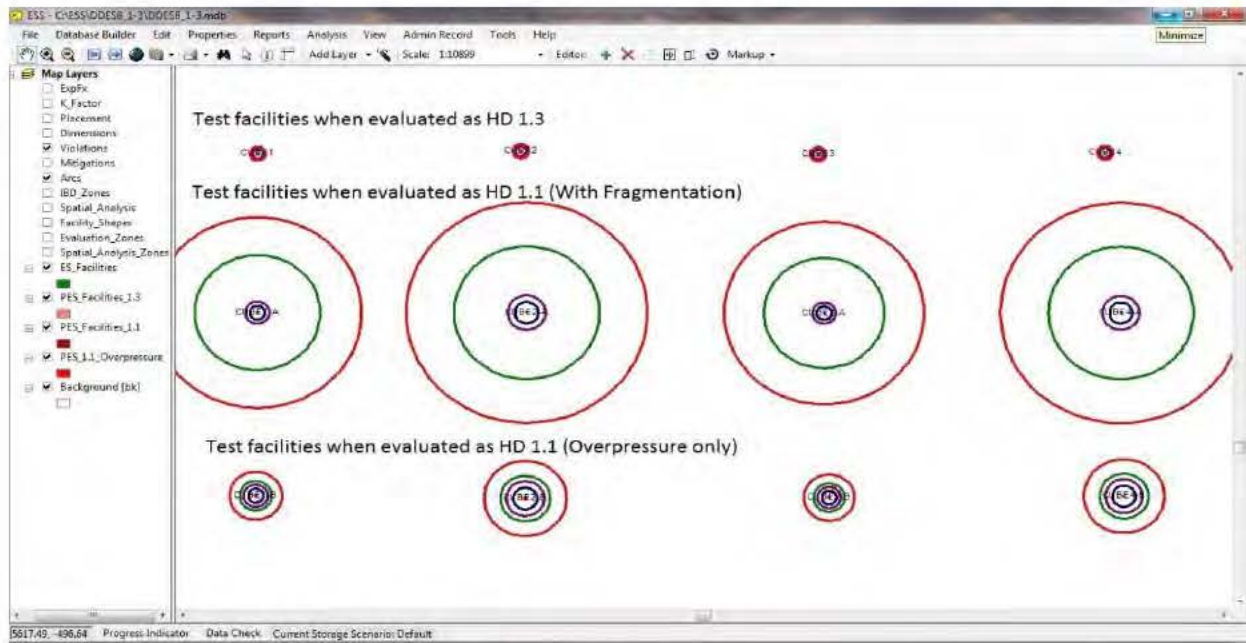 ESS - C:\ESS\DDESB_1-3\DDESB_1-3.mdb
Minimize
File Database Builder Edit Properties Reports Analysis View Admin Record Tools Help
Add Layer Scale: 1:10899 Editor: Markup
Map Layers
ExpFx
K_Factor
Placement
Dimensions
Violations
Mitigations
Arcs
IBD_Zones
Spatial_Analysis
Facility_Shapes
Evaluation_Zones
Spatial_Analysis_Zones
ES_Facilities
PES_Facilities_1.3
PES_Facilities_1.1
PES_1.1_Overpressure
Background [bk]
Test facilities when evaluated as HD 1.3
Test facilities when evaluated as HD 1.1 (With Fragmentation)
Test facilities when evaluated as HD 1.1 (Overpressure only)
5617.49, -496.64 Progress Indicator Data Check Current Storage Scenario: Default